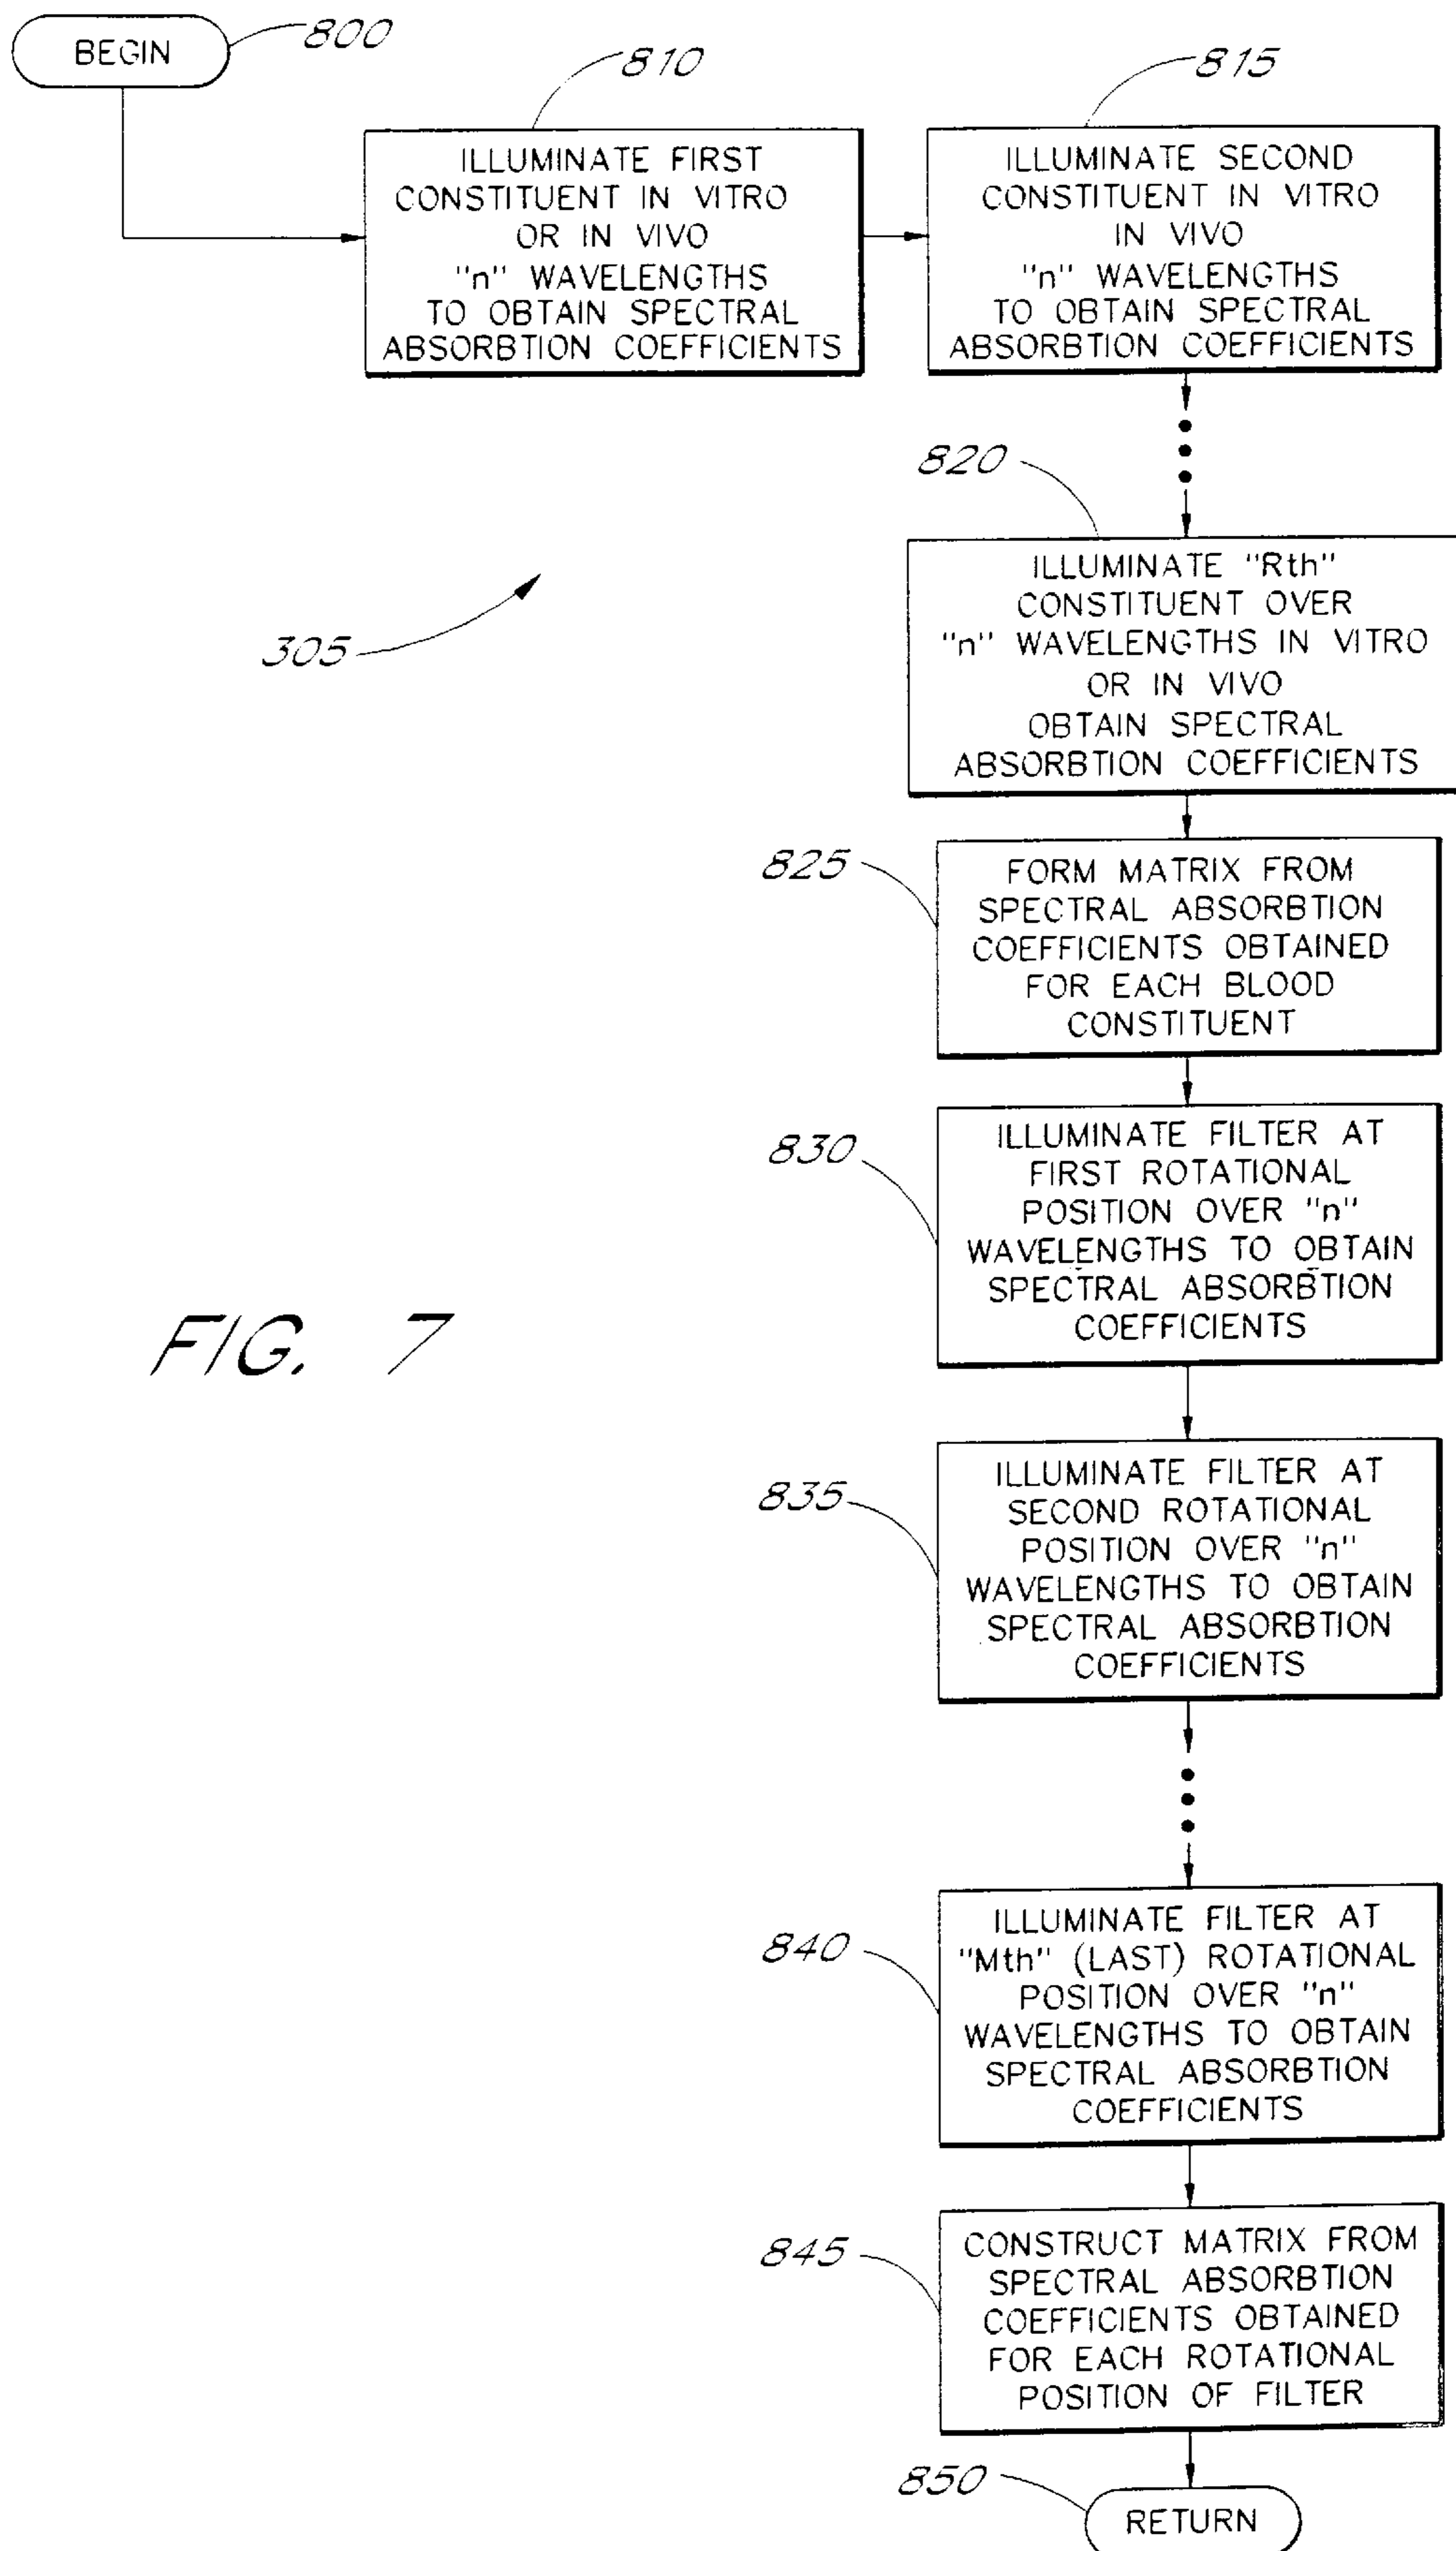 BEGIN
800
810
ILLUMINATE FIRST
CONSTITUENT IN VITRO
OR IN VIVO
"n" WAVELENGTHS
TO OBTAIN SPECTRAL
ABSORBTION COEFFICIENTS
815
ILLUMINATE SECOND
CONSTITUENT IN VITRO
IN VIVO
"n" WAVELENGTHS
TO OBTAIN SPECTRAL
ABSORBTION COEFFICIENTS
820
ILLUMINATE "Rth"
CONSTITUENT OVER
"n" WAVELENGTHS IN VITRO
OR IN VIVO
OBTAIN SPECTRAL
ABSORBTION COEFFICIENTS
305
825
FORM MATRIX FROM
SPECTRAL ABSORBTION
COEFFICIENTS OBTAINED
FOR EACH BLOOD
CONSTITUENT
830
ILLUMINATE FILTER AT
FIRST ROTATIONAL
POSITION OVER "n"
WAVELENGTHS TO OBTAIN
SPECTRAL ABSORBTION
COEFFICIENTS
FIG. 7
835
ILLUMINATE FILTER AT
SECOND ROTATIONAL
POSITION OVER "n"
WAVELENGTHS TO OBTAIN
SPECTRAL ABSORBTION
COEFFICIENTS
840
ILLUMINATE FILTER AT
"Mth" (LAST) ROTATIONAL
POSITION OVER "n"
WAVELENGTHS TO OBTAIN
SPECTRAL ABSORBTION
COEFFICIENTS
845
CONSTRUCT MATRIX FROM
SPECTRAL ABSORBTION
COEFFICIENTS OBTAINED
FOR EACH ROTATIONAL
POSITION OF FILTER
850
RETURN